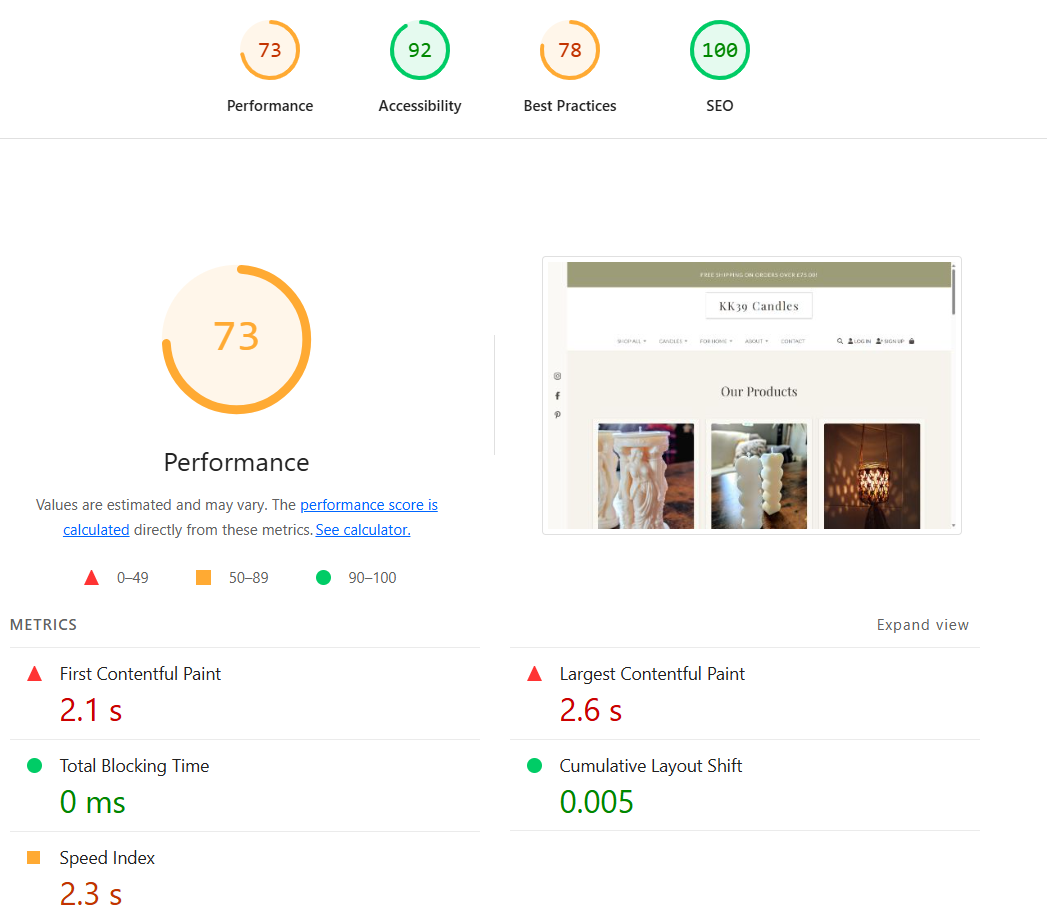 73
92
78
100
Performance
Accessibility
Best Practices
SEO
FREE SHIPPING ON ORDERS OVER £75.00!
KK39 Candles
SHOP ALL
CANDLES
FOR HOME
ABOUT
CONTACT
LOG IN
SIGN UP
Our Products
73
Performance
Values are estimated and may vary. The performance score is
calculated directly from these metrics. See calculator.
0–49
50–89
90–100
METRICS
Expand view
First Contentful Paint
2.1 s
Largest Contentful Paint
2.6 s
Total Blocking Time
0 ms
Cumulative Layout Shift
0.005
Speed Index
2.3 s